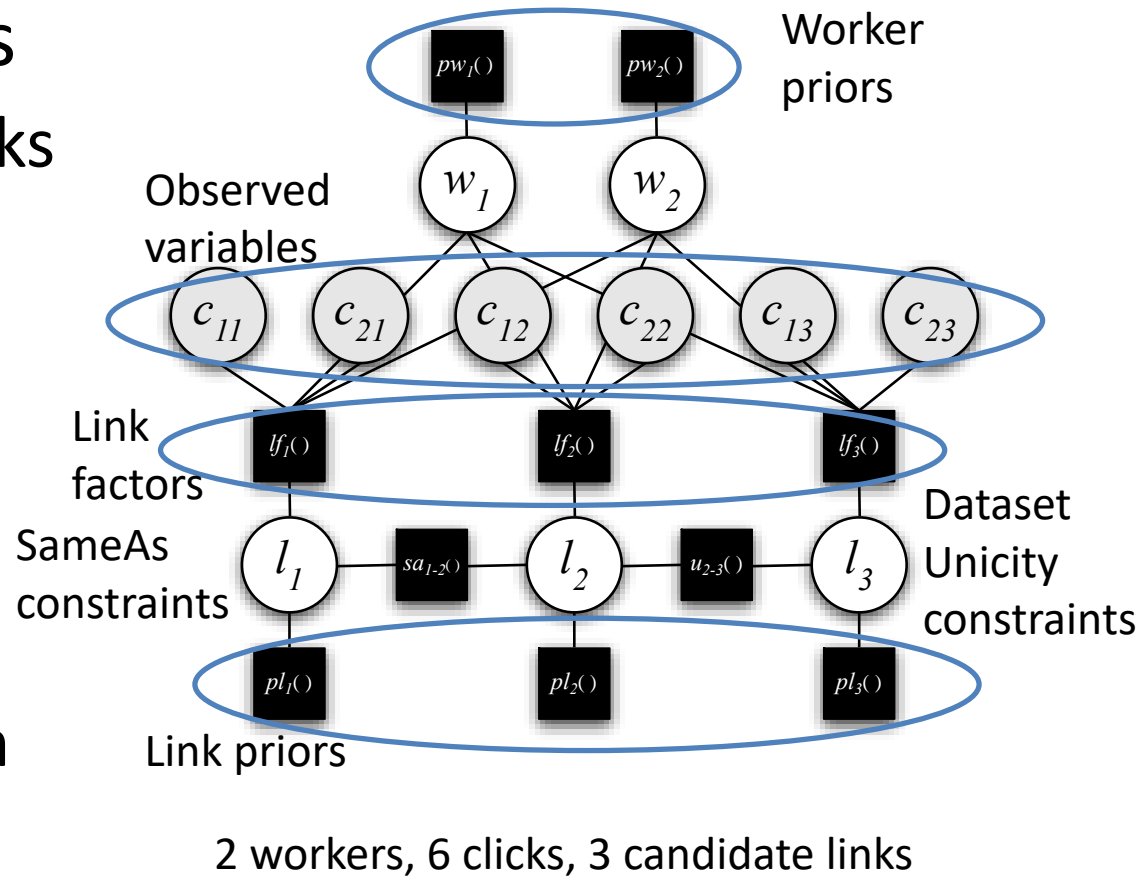 s
ks
Worker
priors
pw1( )
pw2( )
w1
w2
Observed
variables
c11
c21
c12
c22
c13
c23
Link
factors
lf1( )
lf2( )
lf3( )
SameAs
constraints
l1
sa1-2( )
l2
u2-3( )
l3
Dataset
Unicity
constraints
pl1( )
pl2( )
pl3( )
Link priors
2 workers, 6 clicks, 3 candidate links